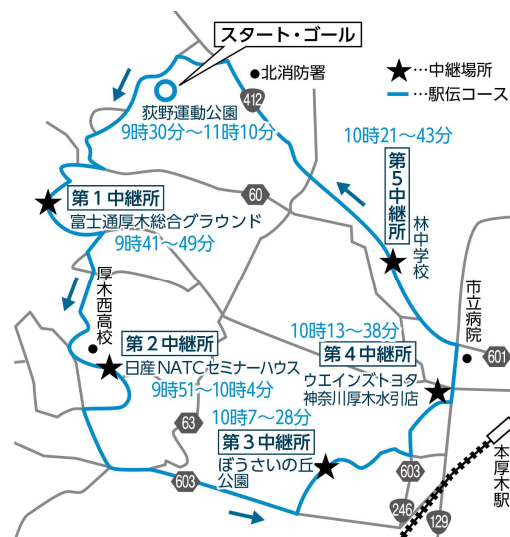 スタート・ゴール
北消防署
★…中継場所
…駅伝コース
荻野運動公園
9時30分～11時10分
412
10時21～43分
第5中継所
林中学校
60
第1中継所
富士通厚木総合グラウンド
9時41～49分
厚木西高校
市立病院
10時13～38分
第2中継所
第4中継所
601
日産NATCセミナーハウス
9時51～10時4分
ウエインズトヨタ
神奈川厚木水引店
10時7～28分
63
第3中継所
ぼうさいの丘
公園
603
603
本厚木駅
246
129